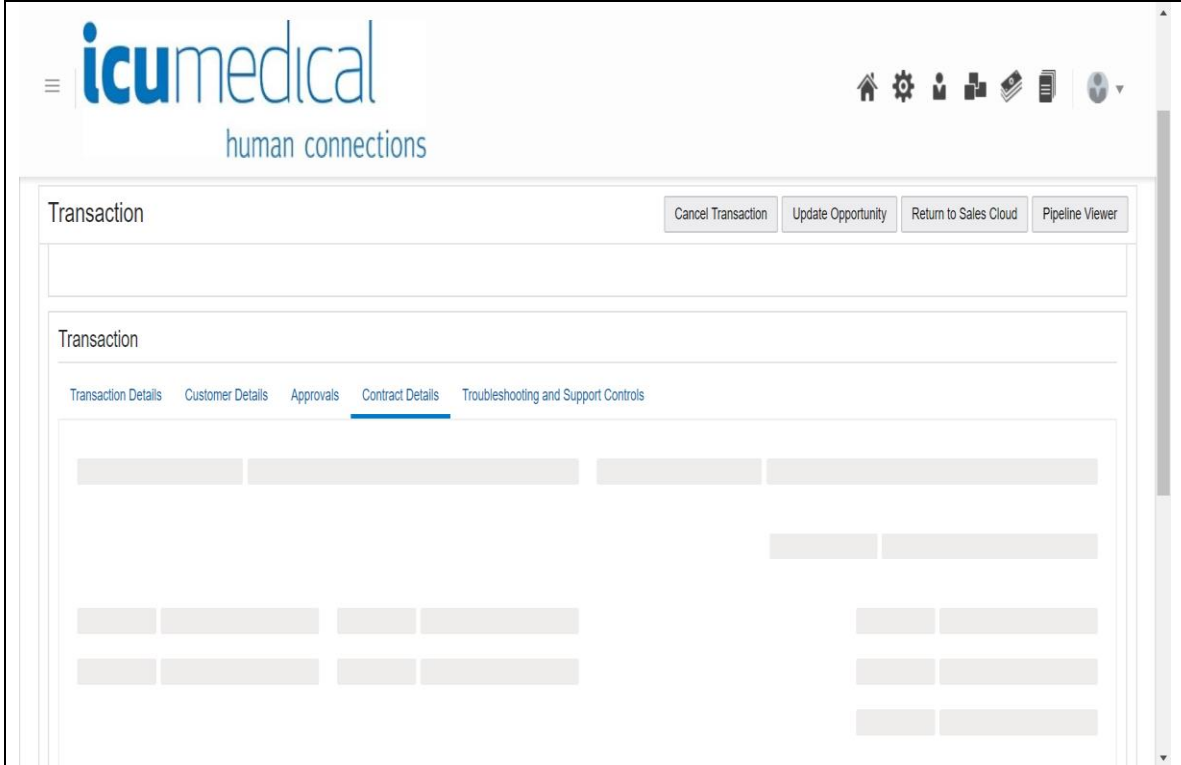 icumedical
human connections
Transaction
Cancel Transaction Update Opportunity Return to Sales Cloud Pipeline Viewer
Transaction
Transaction Details Customer Details Approvals Contract Details Troubleshooting and Support Controls